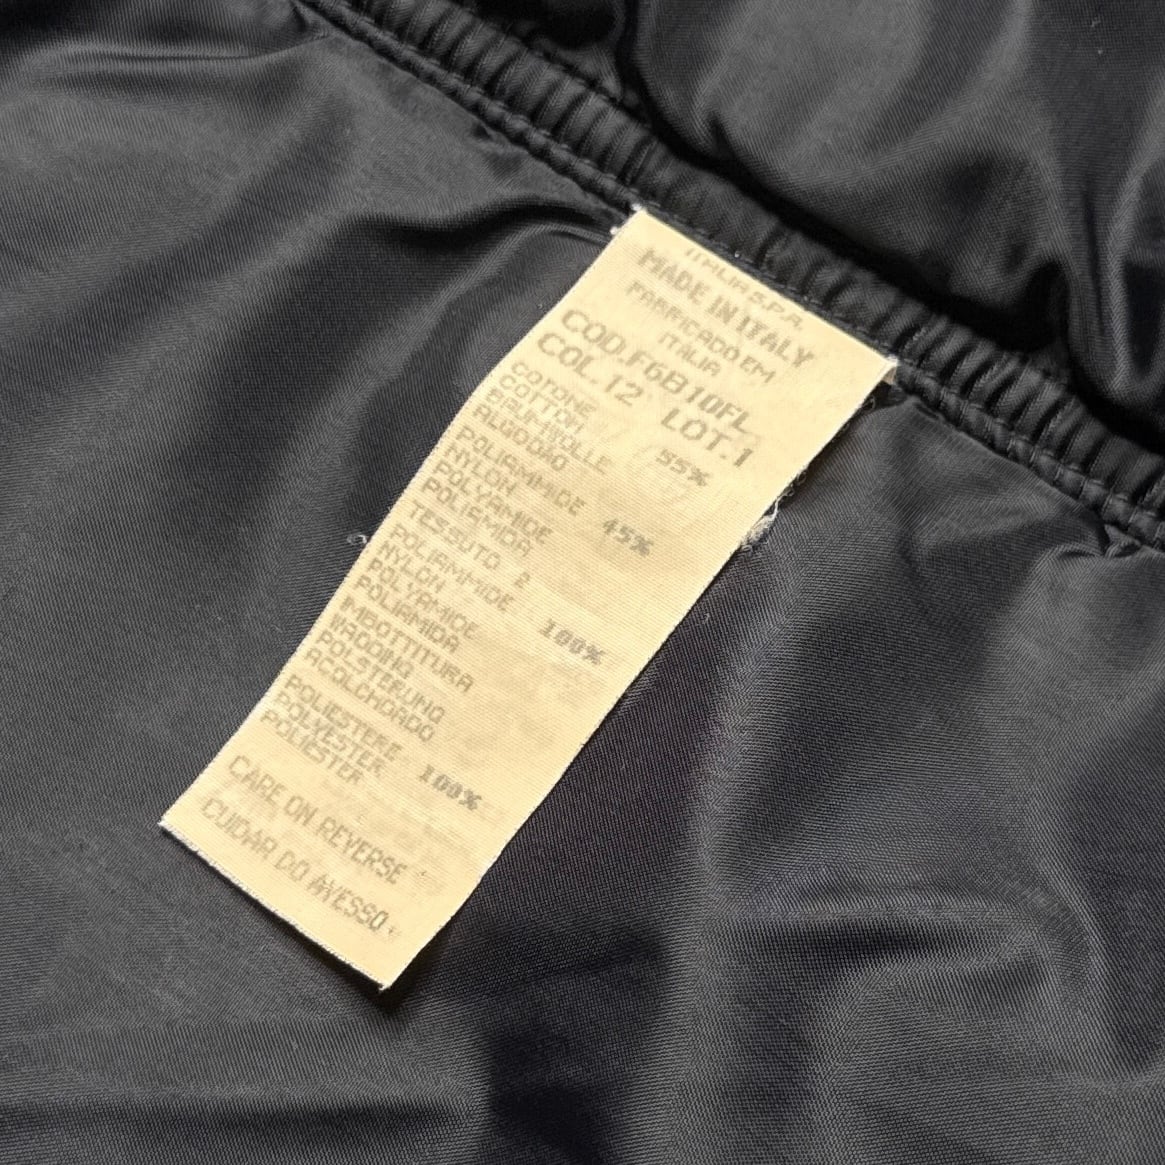 ITALIA S.P.A.
MADE IN ITALY
FABRICADO EM
ITÁLIA
COD.F6B10FL
COL.12 LOT.1
COTONE
COTTON
BAUMWOLLE 55%
ALGODÃO
POLIAMMIDE
NYLON
POLYAMIDE 45%
POLIAMIDA
TESSUTO 2
POLIAMMIDE
NYLON
POLYAMIDE 100%
POLIAMIDA
IMBOTTITURA
WADDING
POLSTERUNG
ACOLCHOADO
POLIESTERE
POLYESTER 100%
POLIESTER
CARE ON REVERSE
CUIDAR DO AVESSO